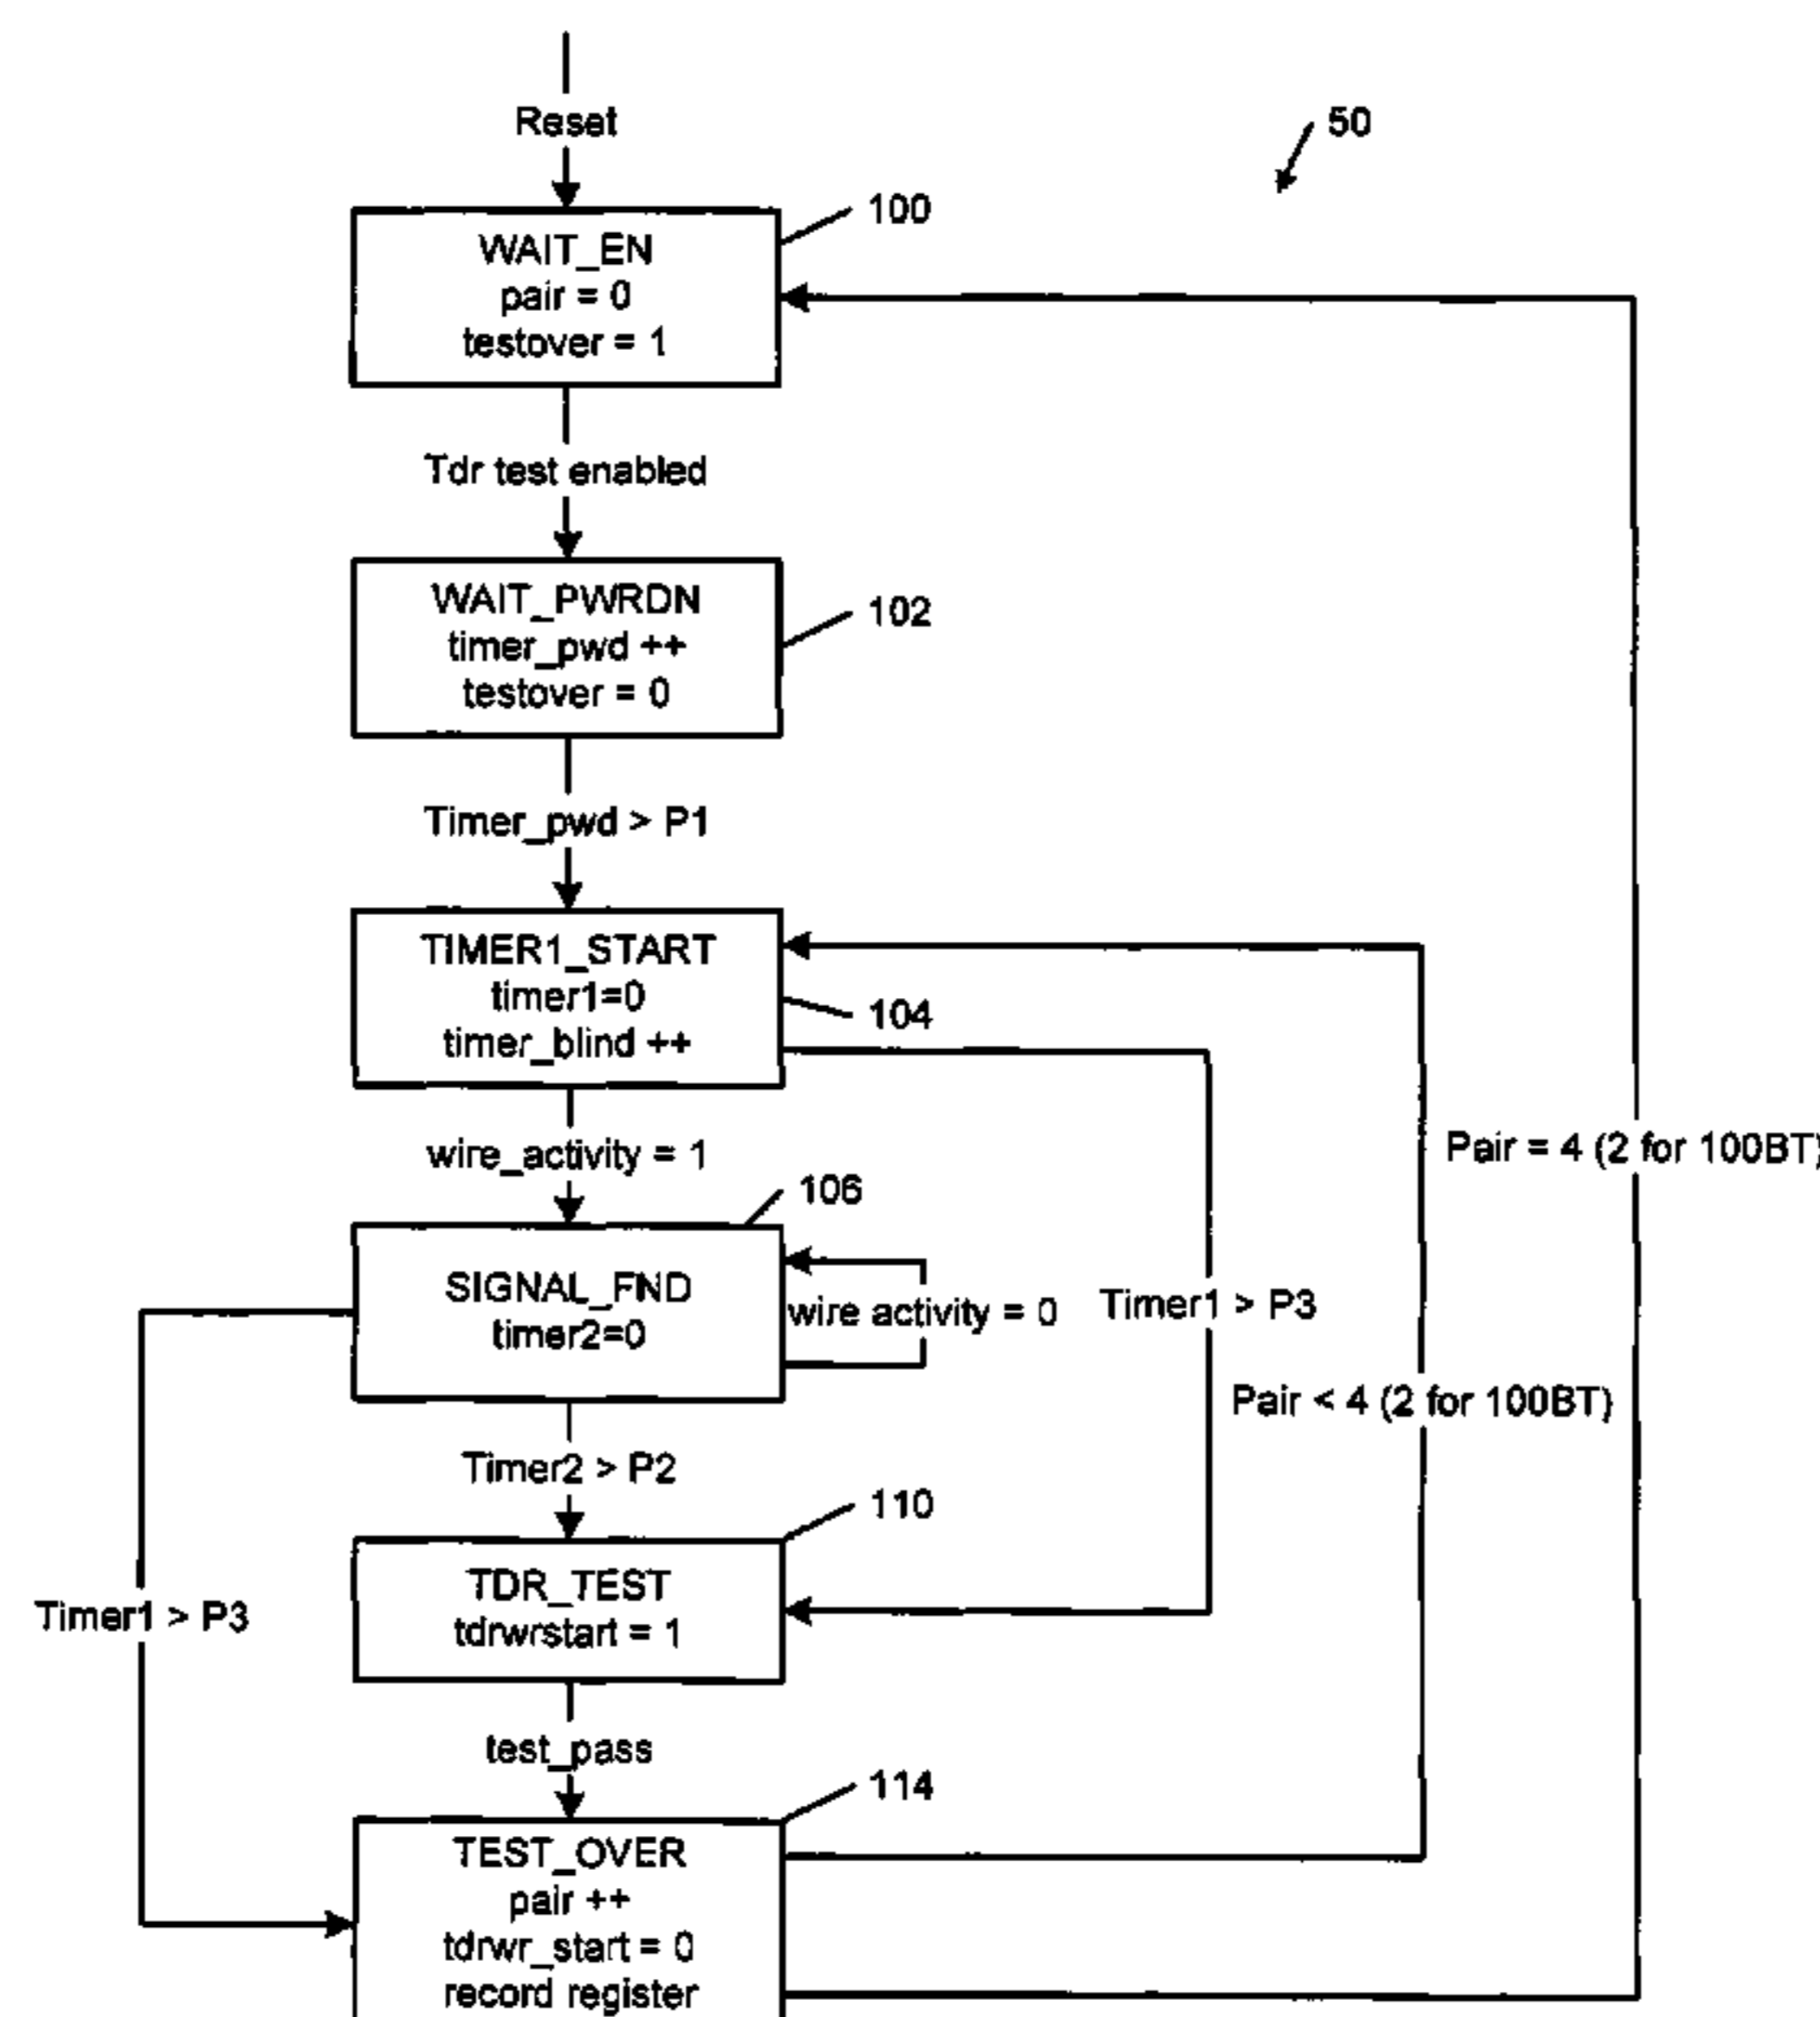 Reset
50
100
WAIT_EN
pair = 0
testover = 1
Tdr test enabled
WAIT_PWRDN
timer_pwd ++
testover = 0
102
Timer_pwd > P1
TIMER1_START
timer1=0
timer_blind ++
104
wire_activity = 1
Pair = 4 (2 for 100BT)
106
SIGNAL_FND
timer2=0
wire activity = 0
Timer1 > P3
Pair < 4 (2 for 100BT)
Timer2 > P2
110
TDR_TEST
tdrwrstart = 1
Timer1 > P3
test_pass
114
TEST_OVER
pair ++
tdrwr_start = 0
record register